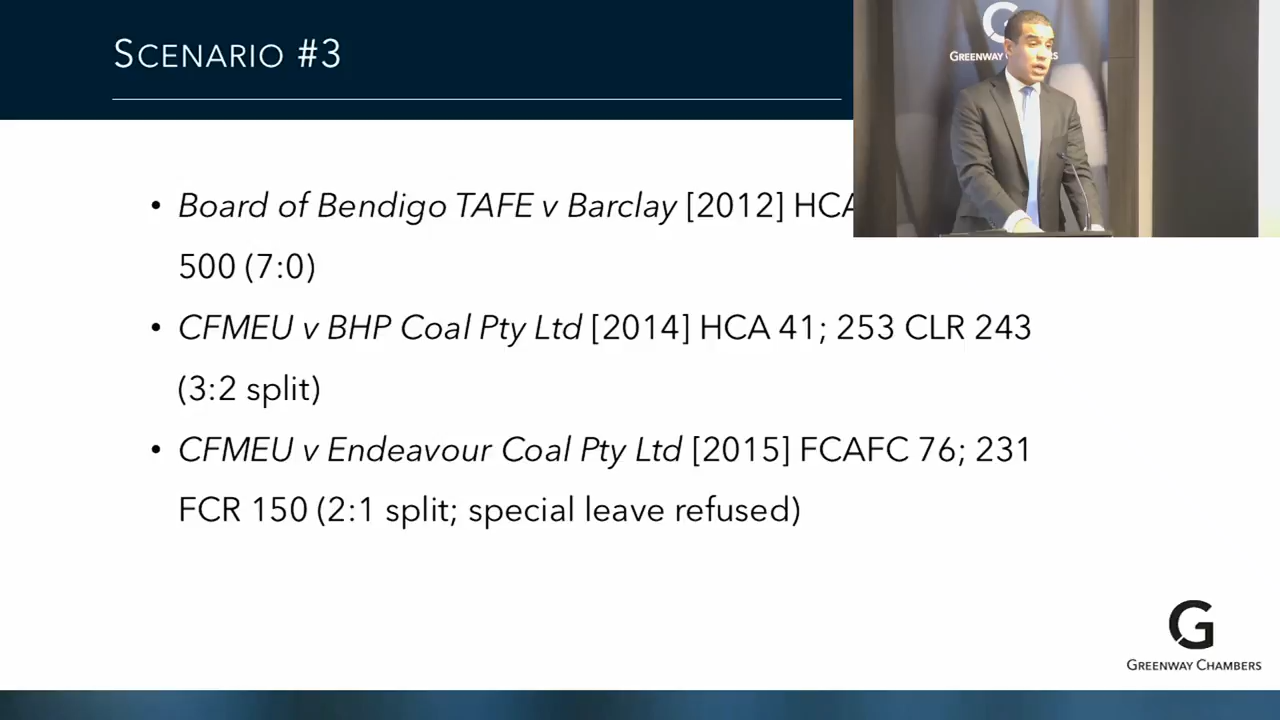 SCENARIO #3
GREENWAY CHAMBERS
• Board of Bendigo TAFE v Barclay [2012] HCA
500 (7:0)
• CFMEU v BHP Coal Pty Ltd [2014] HCA 41; 253 CLR 243
(3:2 split)
• CFMEU v Endeavour Coal Pty Ltd [2015] FCAFC 76; 231
FCR 150 (2:1 split; special leave refused)
GREENWAY CHAMBERS